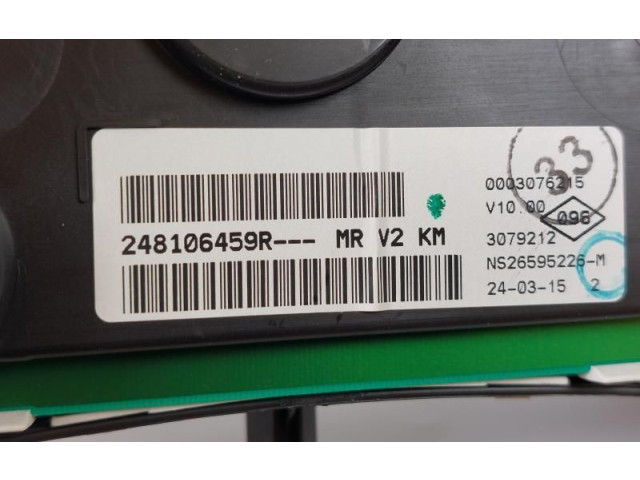 33
0003076215
V10.00 096
248106459R--- MR V2 KM
3079212
NS26595226-M
24-03-15 2